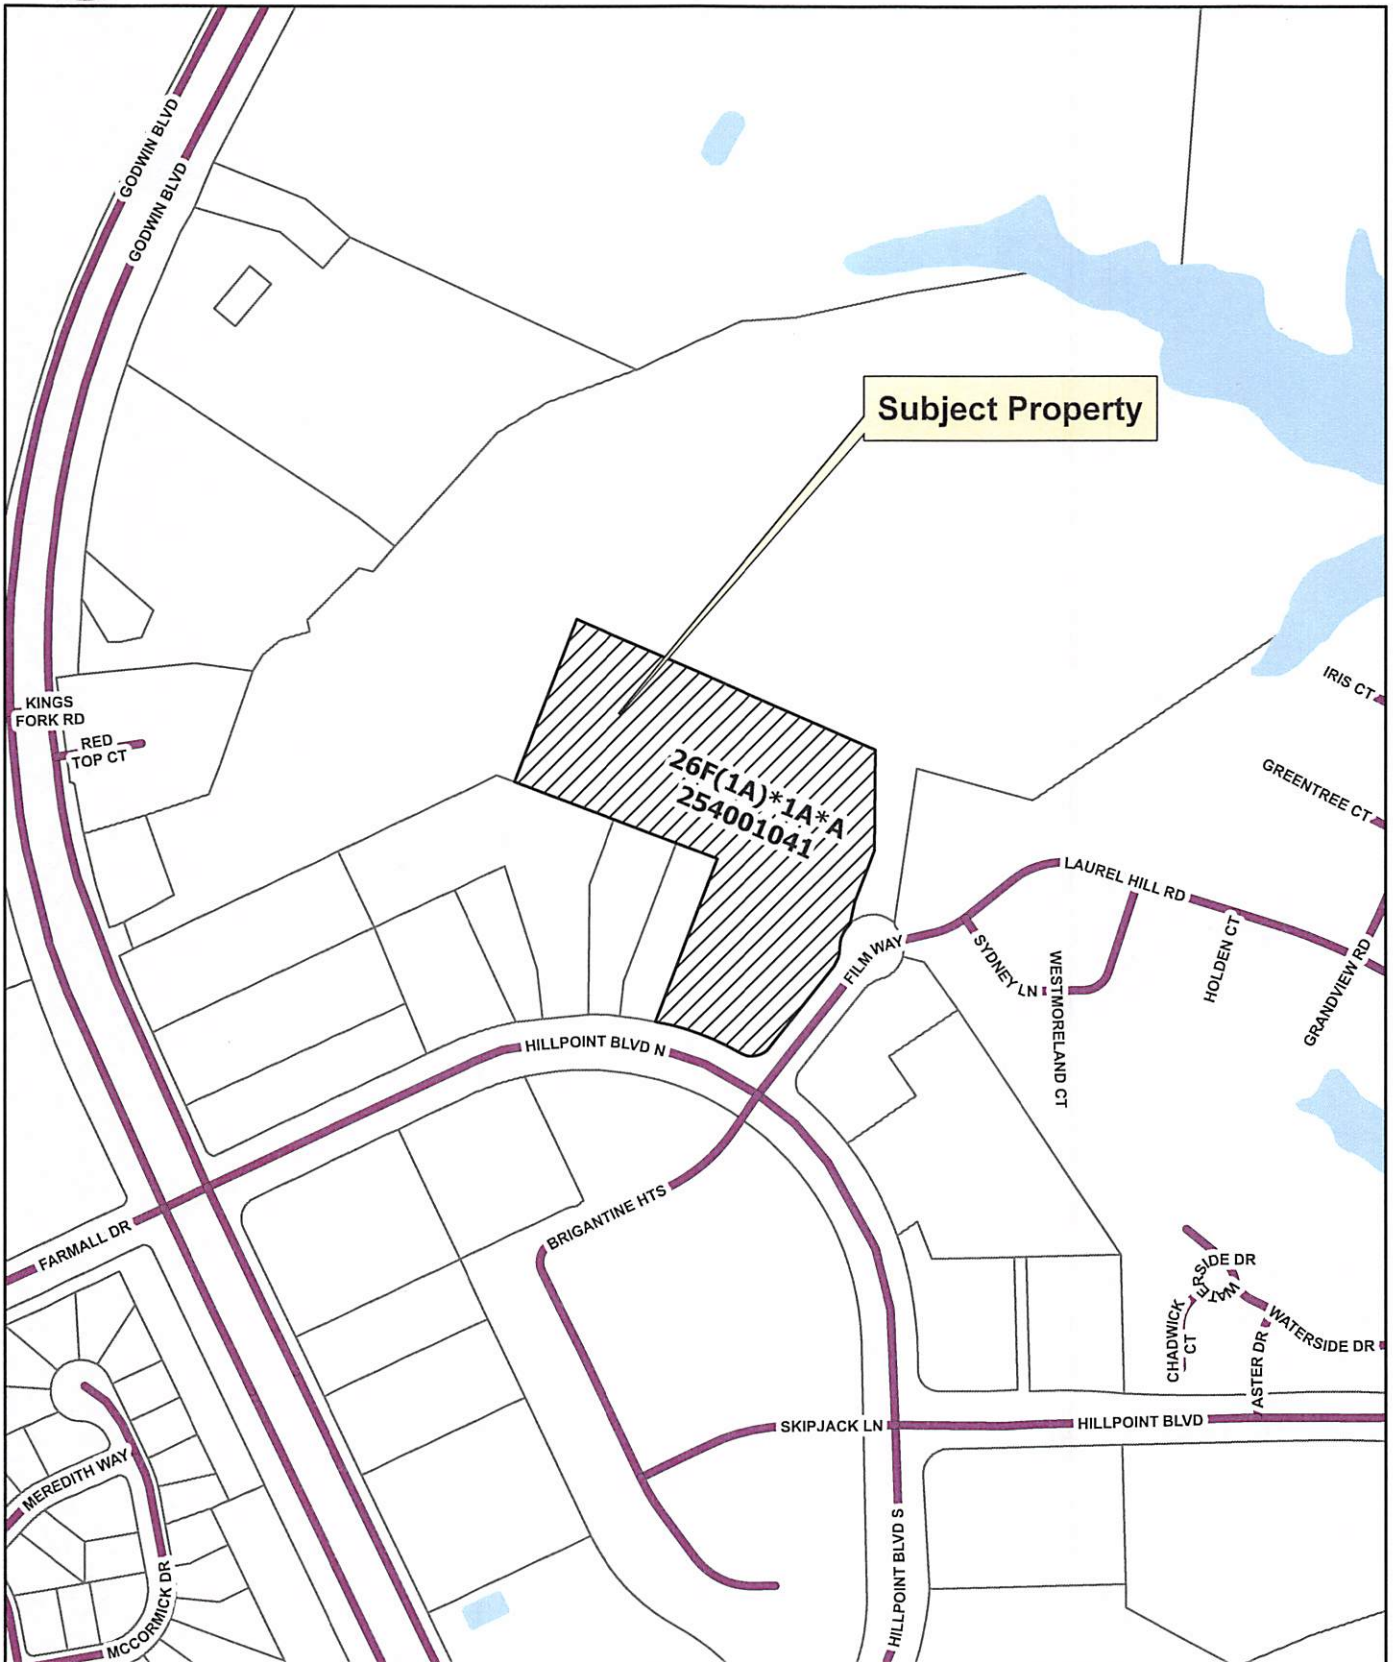 GODWIN BLVD
GODWIN BLVD
Subject Property
KINGS
FORK RD
RED
TOP CT
IRIS CT
GREENTREE CT
26F(1A)*1A*A
254001041
LAUREL HILL RD
FILM WAY
SYDNEY LN
WESTMORELAND CT
HOLDEN CT
GRANDVIEW RD
HILLPOINT BLVD N
BRIGANTINE HTS
FARMALL DR
WATERSIDE DR
CHADWICK
CT
WATERSIDE DR
ASTER DR
SKIPJACK LN
HILLPOINT BLVD
MEREDITH WAY
HILLPOINT BLVD S
MCCORMICK DR